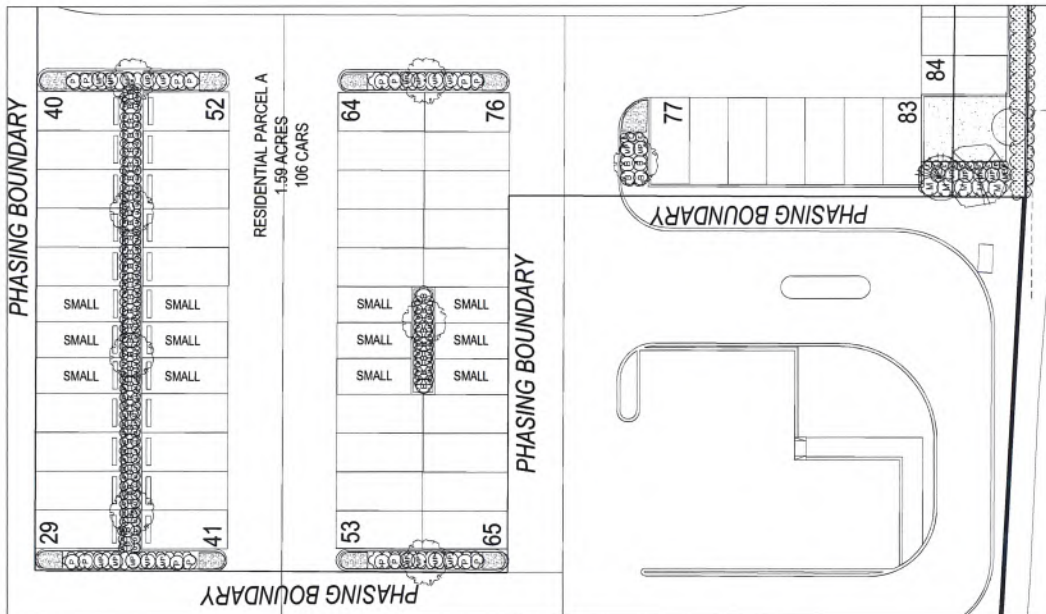 PHASING BOUNDARY
40
52
64
76
77
83
84
RESIDENTIAL PARCEL A
1.59 ACRES
106 CARS
PHASING BOUNDARY
PHASING BOUNDARY
SMALL
SMALL
SMALL
SMALL
SMALL
SMALL
SMALL
SMALL
SMALL
SMALL
SMALL
SMALL
29
41
53
65
PHASING BOUNDARY